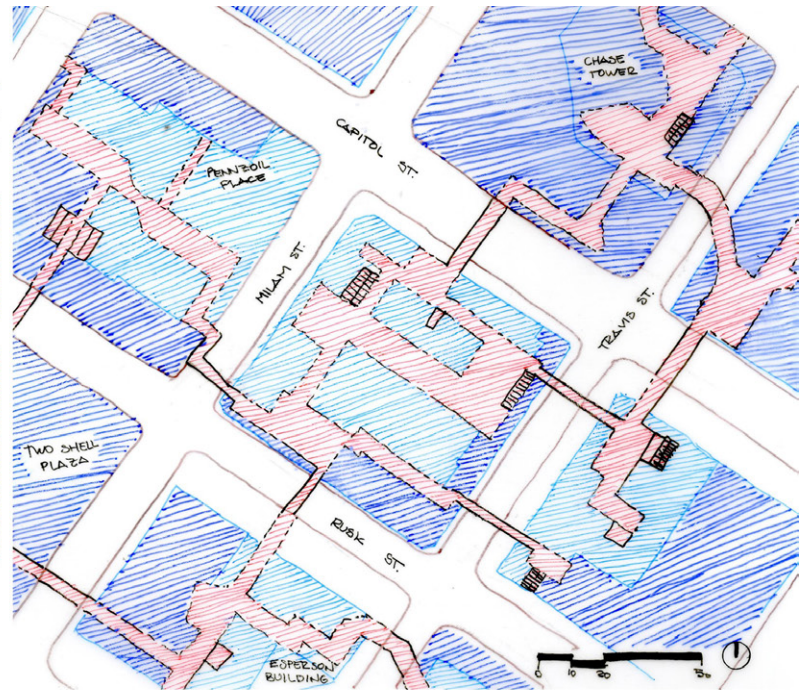 CHASE
TOWER
CAPITOL ST.
PENNZOIL
PLACE
MILAM ST.
TRAVIS ST.
TWO SHELL
PLAZA
RUSK ST.
ESPERSON
BUILDING
0 10 20 50